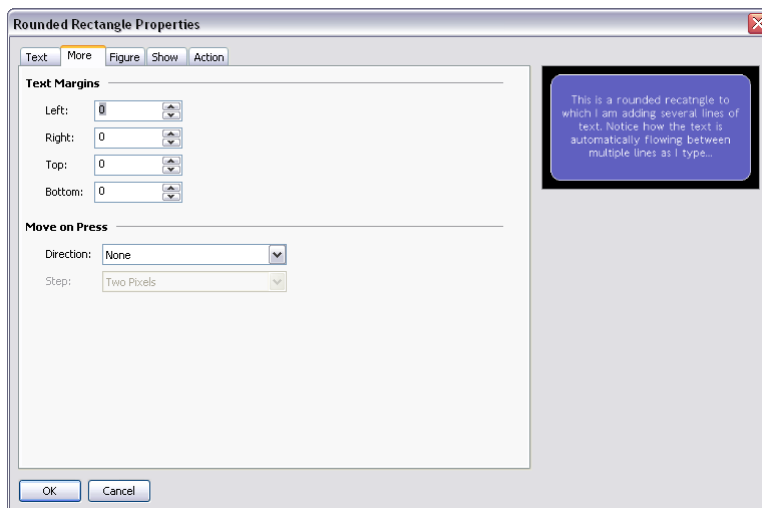 Rounded Rectangle Properties
Text More Figure Show Action
Text Margins
Left: 0
Right: 0
Top: 0
Bottom: 0
Move on Press
Direction: None
Step: Two Pixels
OK Cancel
This is a rounded recatngle to
which I am adding several lines of
text. Notice how the text is
automatically flowing between
multiple lines as I type...